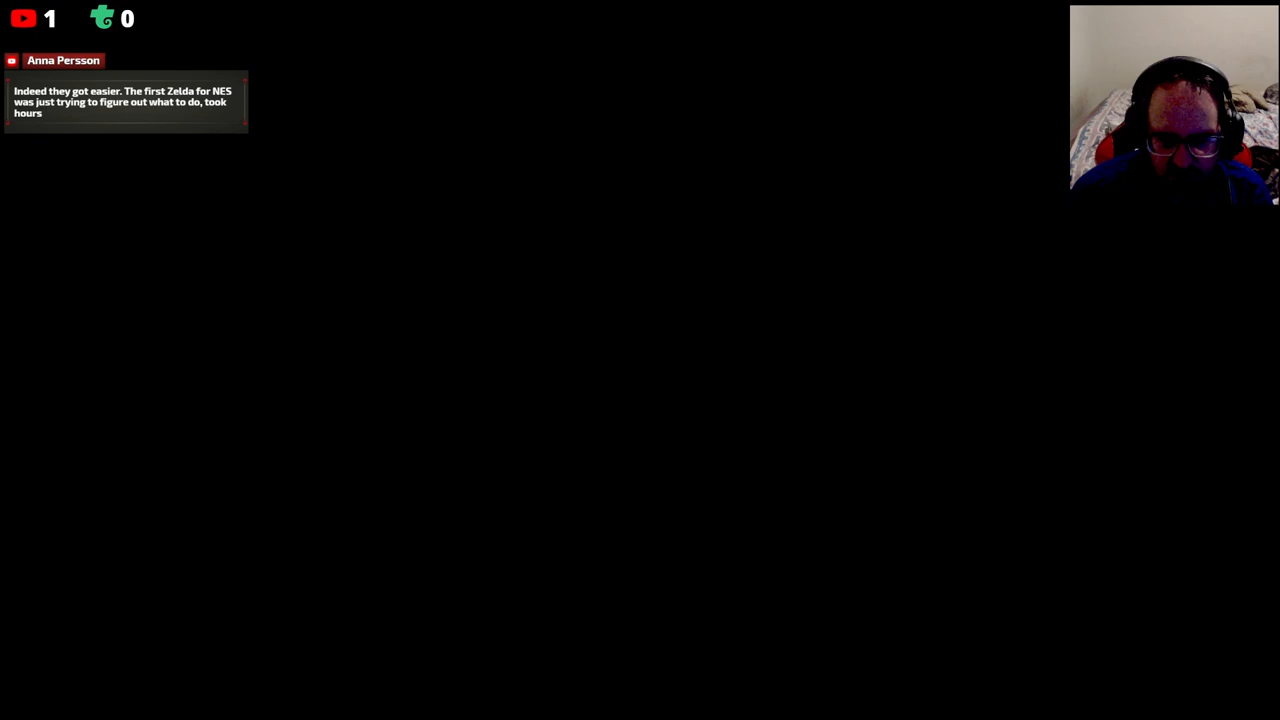 1 0
Anna Persson
Indeed they got easier. The first Zelda for NES
was just trying to figure out what to do, took
hours